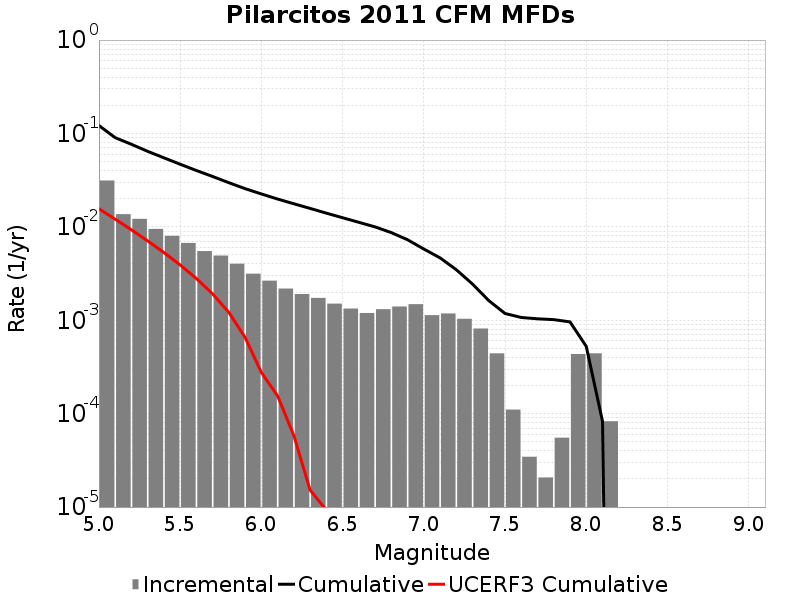 Pilarcitos 2011 CFM MFDs
Rate (1/yr)
10^0
10^-1
10^-2
10^-3
10^-4
10^-5
5.0 5.5 6.0 6.5 7.0 7.5 8.0 8.5 9.0
Magnitude
Incremental Cumulative UCERF3 Cumulative